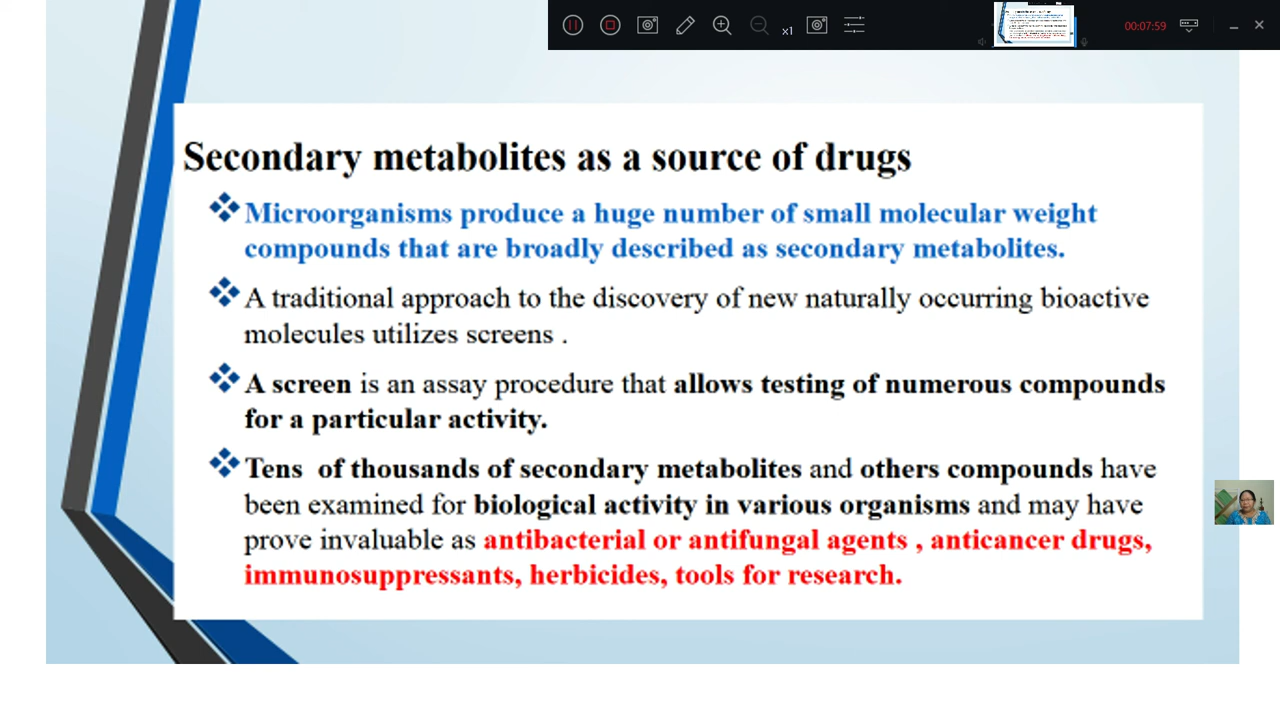 x1
00:07:59
Secondary metabolites as a source of drugs
Microorganisms produce a huge number of small molecular weight
compounds that are broadly described as secondary metabolites.
A traditional approach to the discovery of new naturally occurring bioactive
molecules utilizes screens .
A screen is an assay procedure that allows testing of numerous compounds
for a particular activity.
Tens of thousands of secondary metabolites and others compounds have
been examined for biological activity in various organisms and may have
prove invaluable as antibacterial or antifungal agents , anticancer drugs,
immunosuppressants, herbicides, tools for research.